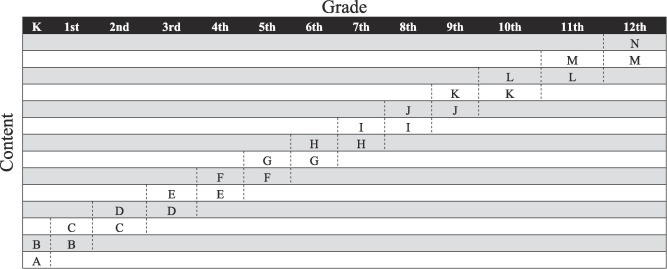 Grade
K 1st 2nd 3rd 4th 5th 6th 7th 8th 9th 10th 11th 12th
Content
N
M M
L L
K K
J J
I I
H H
G G
F F
E E
D D
C C
B B
A